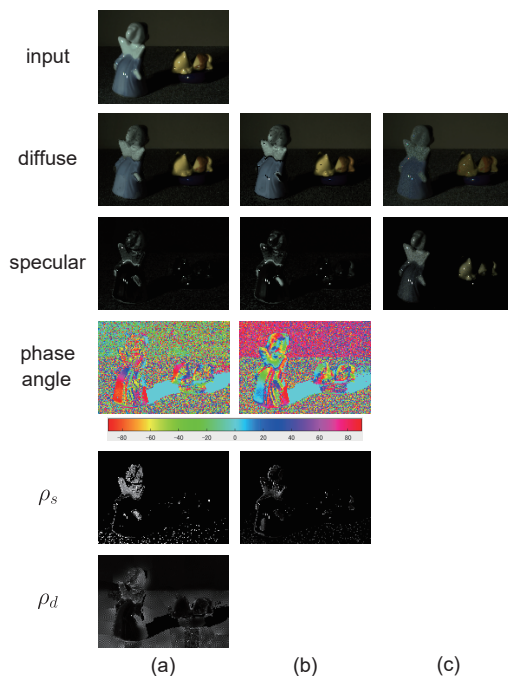 input
diffuse
specular
phase
angle
-80 -60 -40 -20 0 20 40 60 80
ρs
ρd
(a) (b) (c)